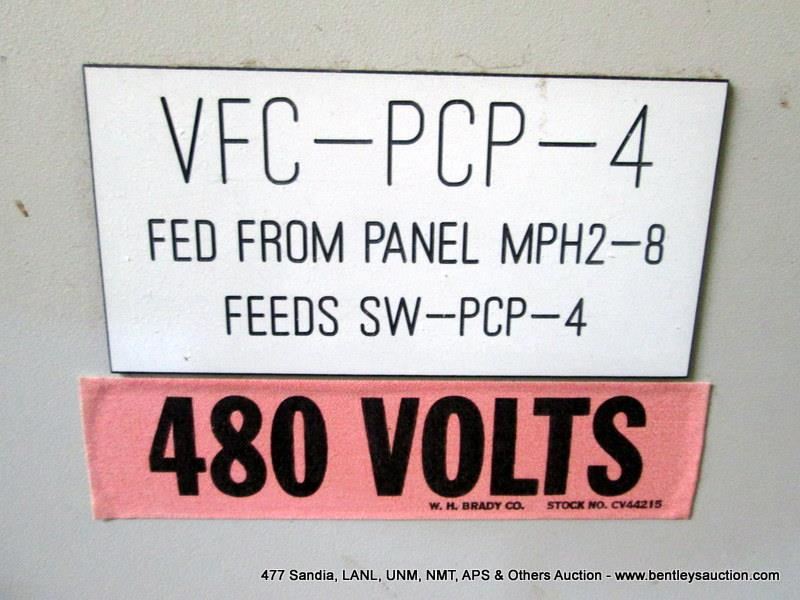 VFC-PCP-4
FED FROM PANEL MPH2-8
FEEDS SW-PCP-4
480 VOLTS
W. H. BRADY CO. STOCK NO. CV44215
477 Sandia, LANL, UNM, NMT, APS & Others Auction - www.bentleysauction.com